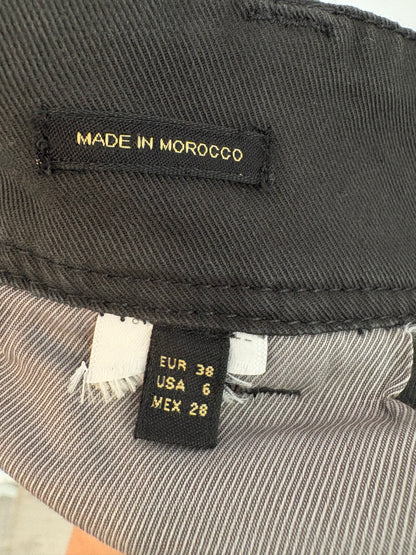 MADE IN MOROCCO
EUR 38
USA 6
MEX 28